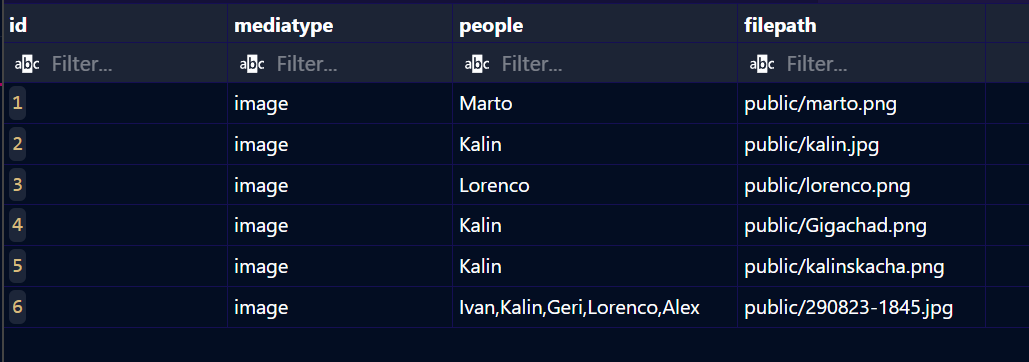 id mediatype people filepath
abc Filter... abc Filter... abc Filter... abc Filter...
1 image Marto public/marto.png
2 image Kalin public/kalin.jpg
3 image Lorenco public/lorenco.png
4 image Kalin public/Gigachad.png
5 image Kalin public/kalinskacha.png
6 image Ivan,Kalin,Geri,Lorenco,Alex public/290823-1845.jpg